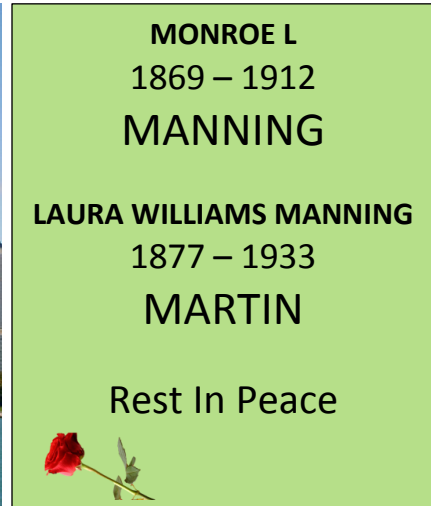 MONROE L
1869 – 1912
MANNING
LAURA WILLIAMS MANNING
1877 – 1933
MARTIN
Rest In Peace